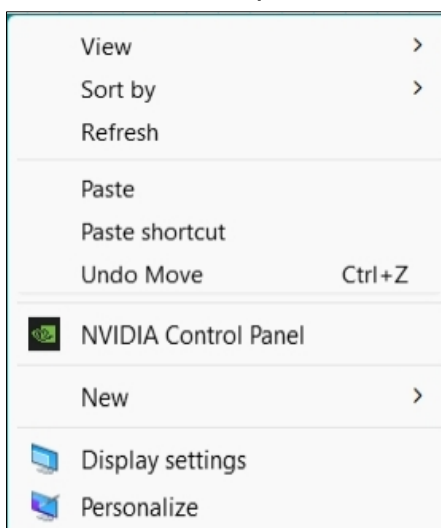 View
Sort by
Refresh
Paste
Paste shortcut
Undo Move Ctrl+Z
NVIDIA Control Panel
New
Display settings
Personalize